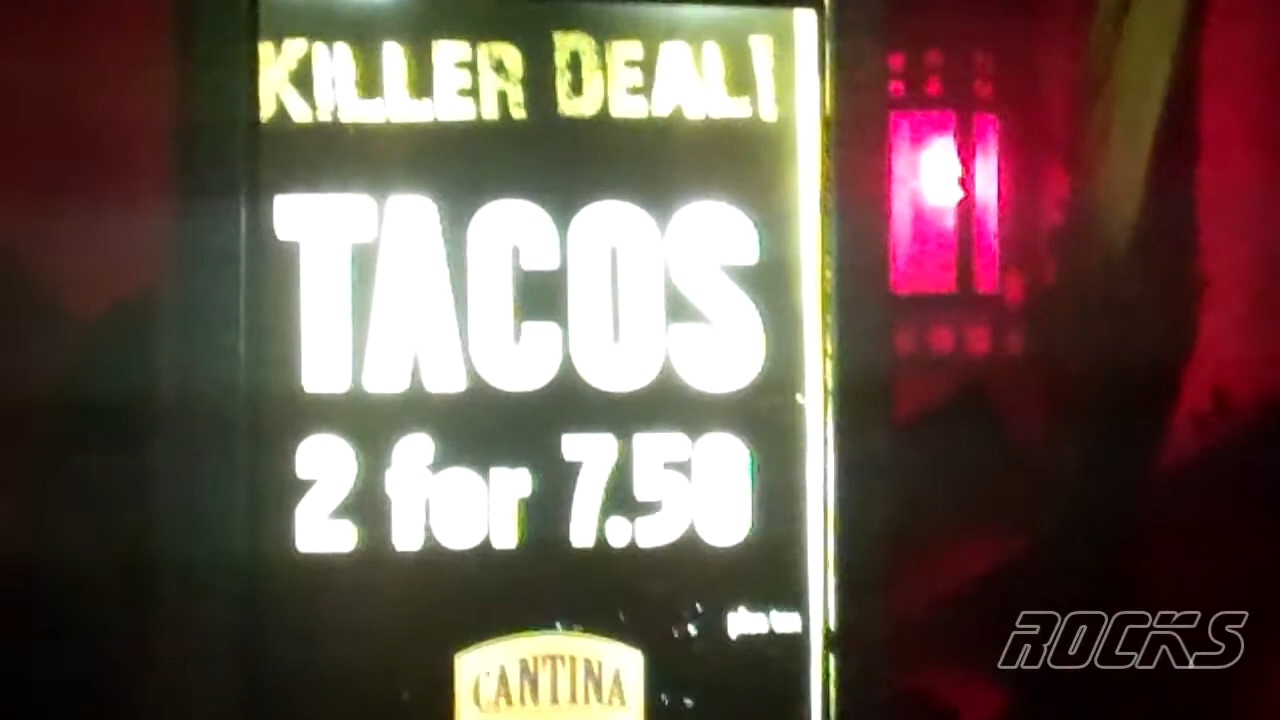 KILLER DEAL!
TACOS
2 for 7.50
plus tax
CANTINA
ROCKS